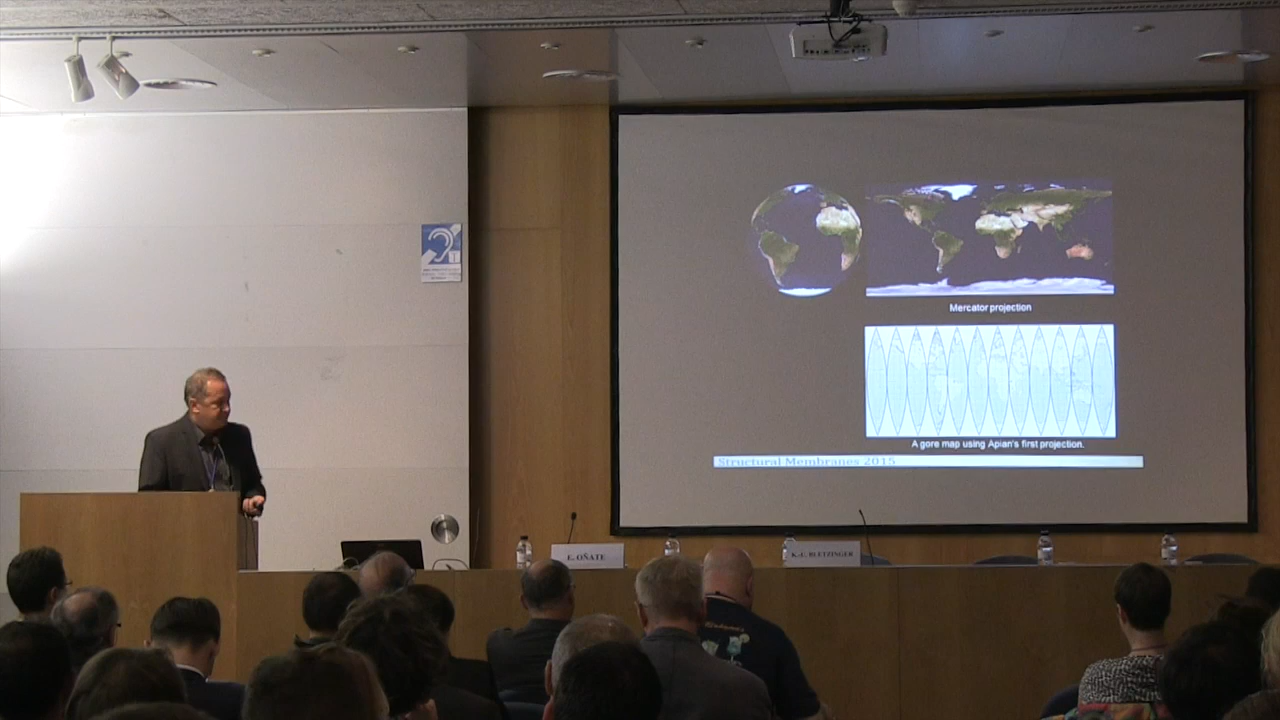 Mercator projection
A gore map using Apian's first projection.
Structural Membranes 2015
E. OÑATE
K.-U. BLETZINGER